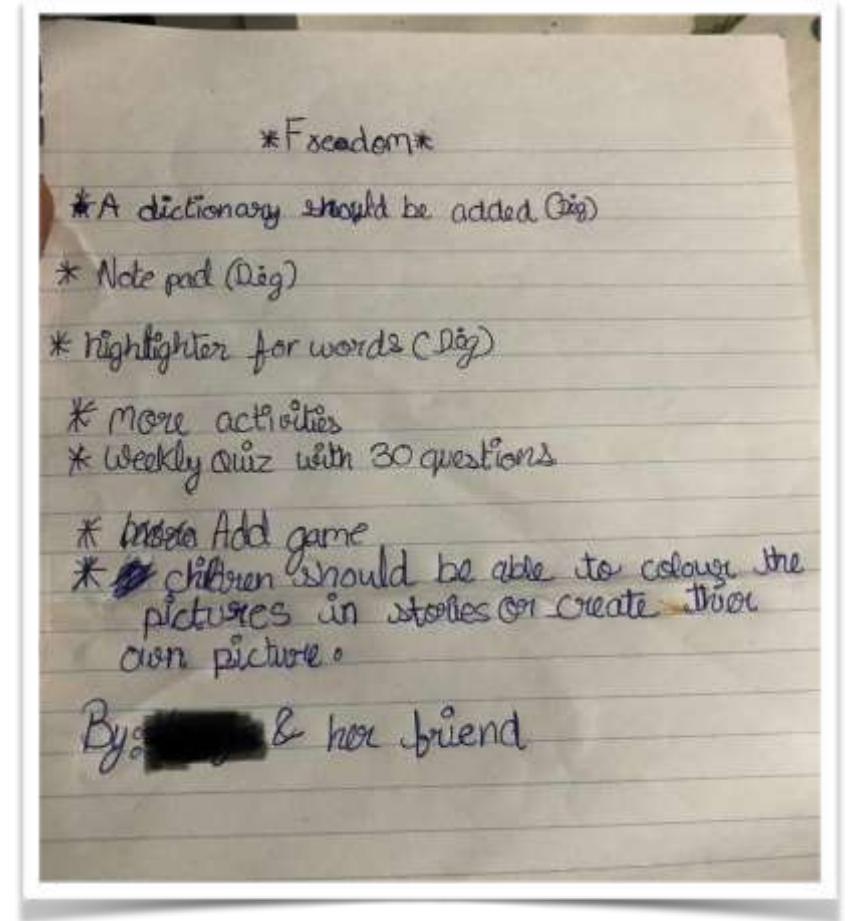 *Freedom*
*A dictionary should be added (Dig)
* Note pad (Dig)
* highlighter for words (Dig)
* More activities
* Weekly Quiz with 30 questions
* Add game
* children should be able to colour the
pictures in stories or create thier
own picture.
By: & her friend